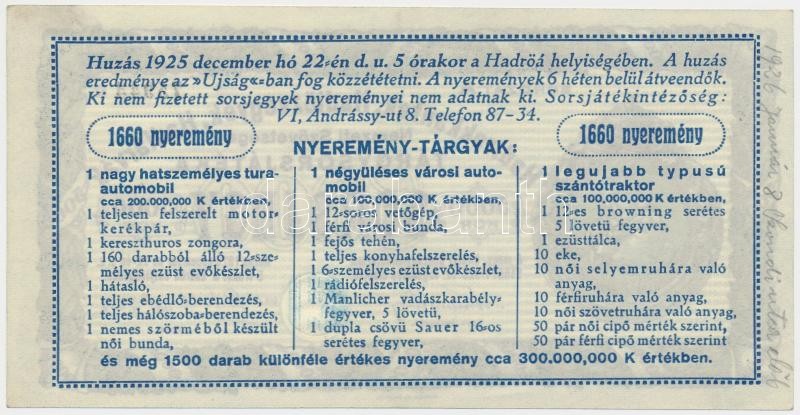 Huzás 1925 december hó 22-én d. u. 5 órakor a Hadröá helyiségében. A huzás
eredménye az »Ujság«-ban fog közzététetni. A nyeremények 6 héten belül átveendők.
Ki nem fizetett sorsjegyek nyereményei nem adatnak ki. Sorsjátékintézőség:
VI, Andrássy-ut 8. Telefon 87-34.
1660 nyeremény
1660 nyeremény
NYEREMÉNY-TÁRGYAK:
1 nagy hatszemélyes tura-
automobil
cca 200.000,000 K értékben,
1 teljesen felszerelt motor-
kerékpár,
1 kereszthuros zongora,
1 160 darabból álló 12-sze-
mélyes ezüst evőkészlet,
1 hátasló,
1 teljes ebédlő-berendezés,
1 teljes hálószoba-berendezés,
1 nemes szörméből készült
női bunda,
1 négyüléses városi auto-
mobil
cca 100,000,000 K értékben,
1 12-soros vetőgép,
1 férfi városi bunda,
1 fejős tehén,
1 teljes konyhafelszerelés,
1 6-személyes ezüst evőkészlet,
1 rádiófelszerelés,
1 Manlicher vadászkarabély-
fegyver, 5 lövetü,
1 dupla csövü Sauer 16-os
serétes fegyver,
1 legujabb typusú
szántótraktor
cca 100,000,000 K értékben,
1 12-es browning serétes
5 lövetü fegyver,
1 ezüsttálca,
10 eke,
10 női selyemruhára való
anyag,
10 férfiruhára való anyag,
10 női szövetruhára való anyag,
50 pár női cipő mérték szerint,
50 pár férfi cipő mérték szerint
és még 1500 darab különféle értékes nyeremény cca 300.000,000 K értékben.
1926 január 8
darabanth